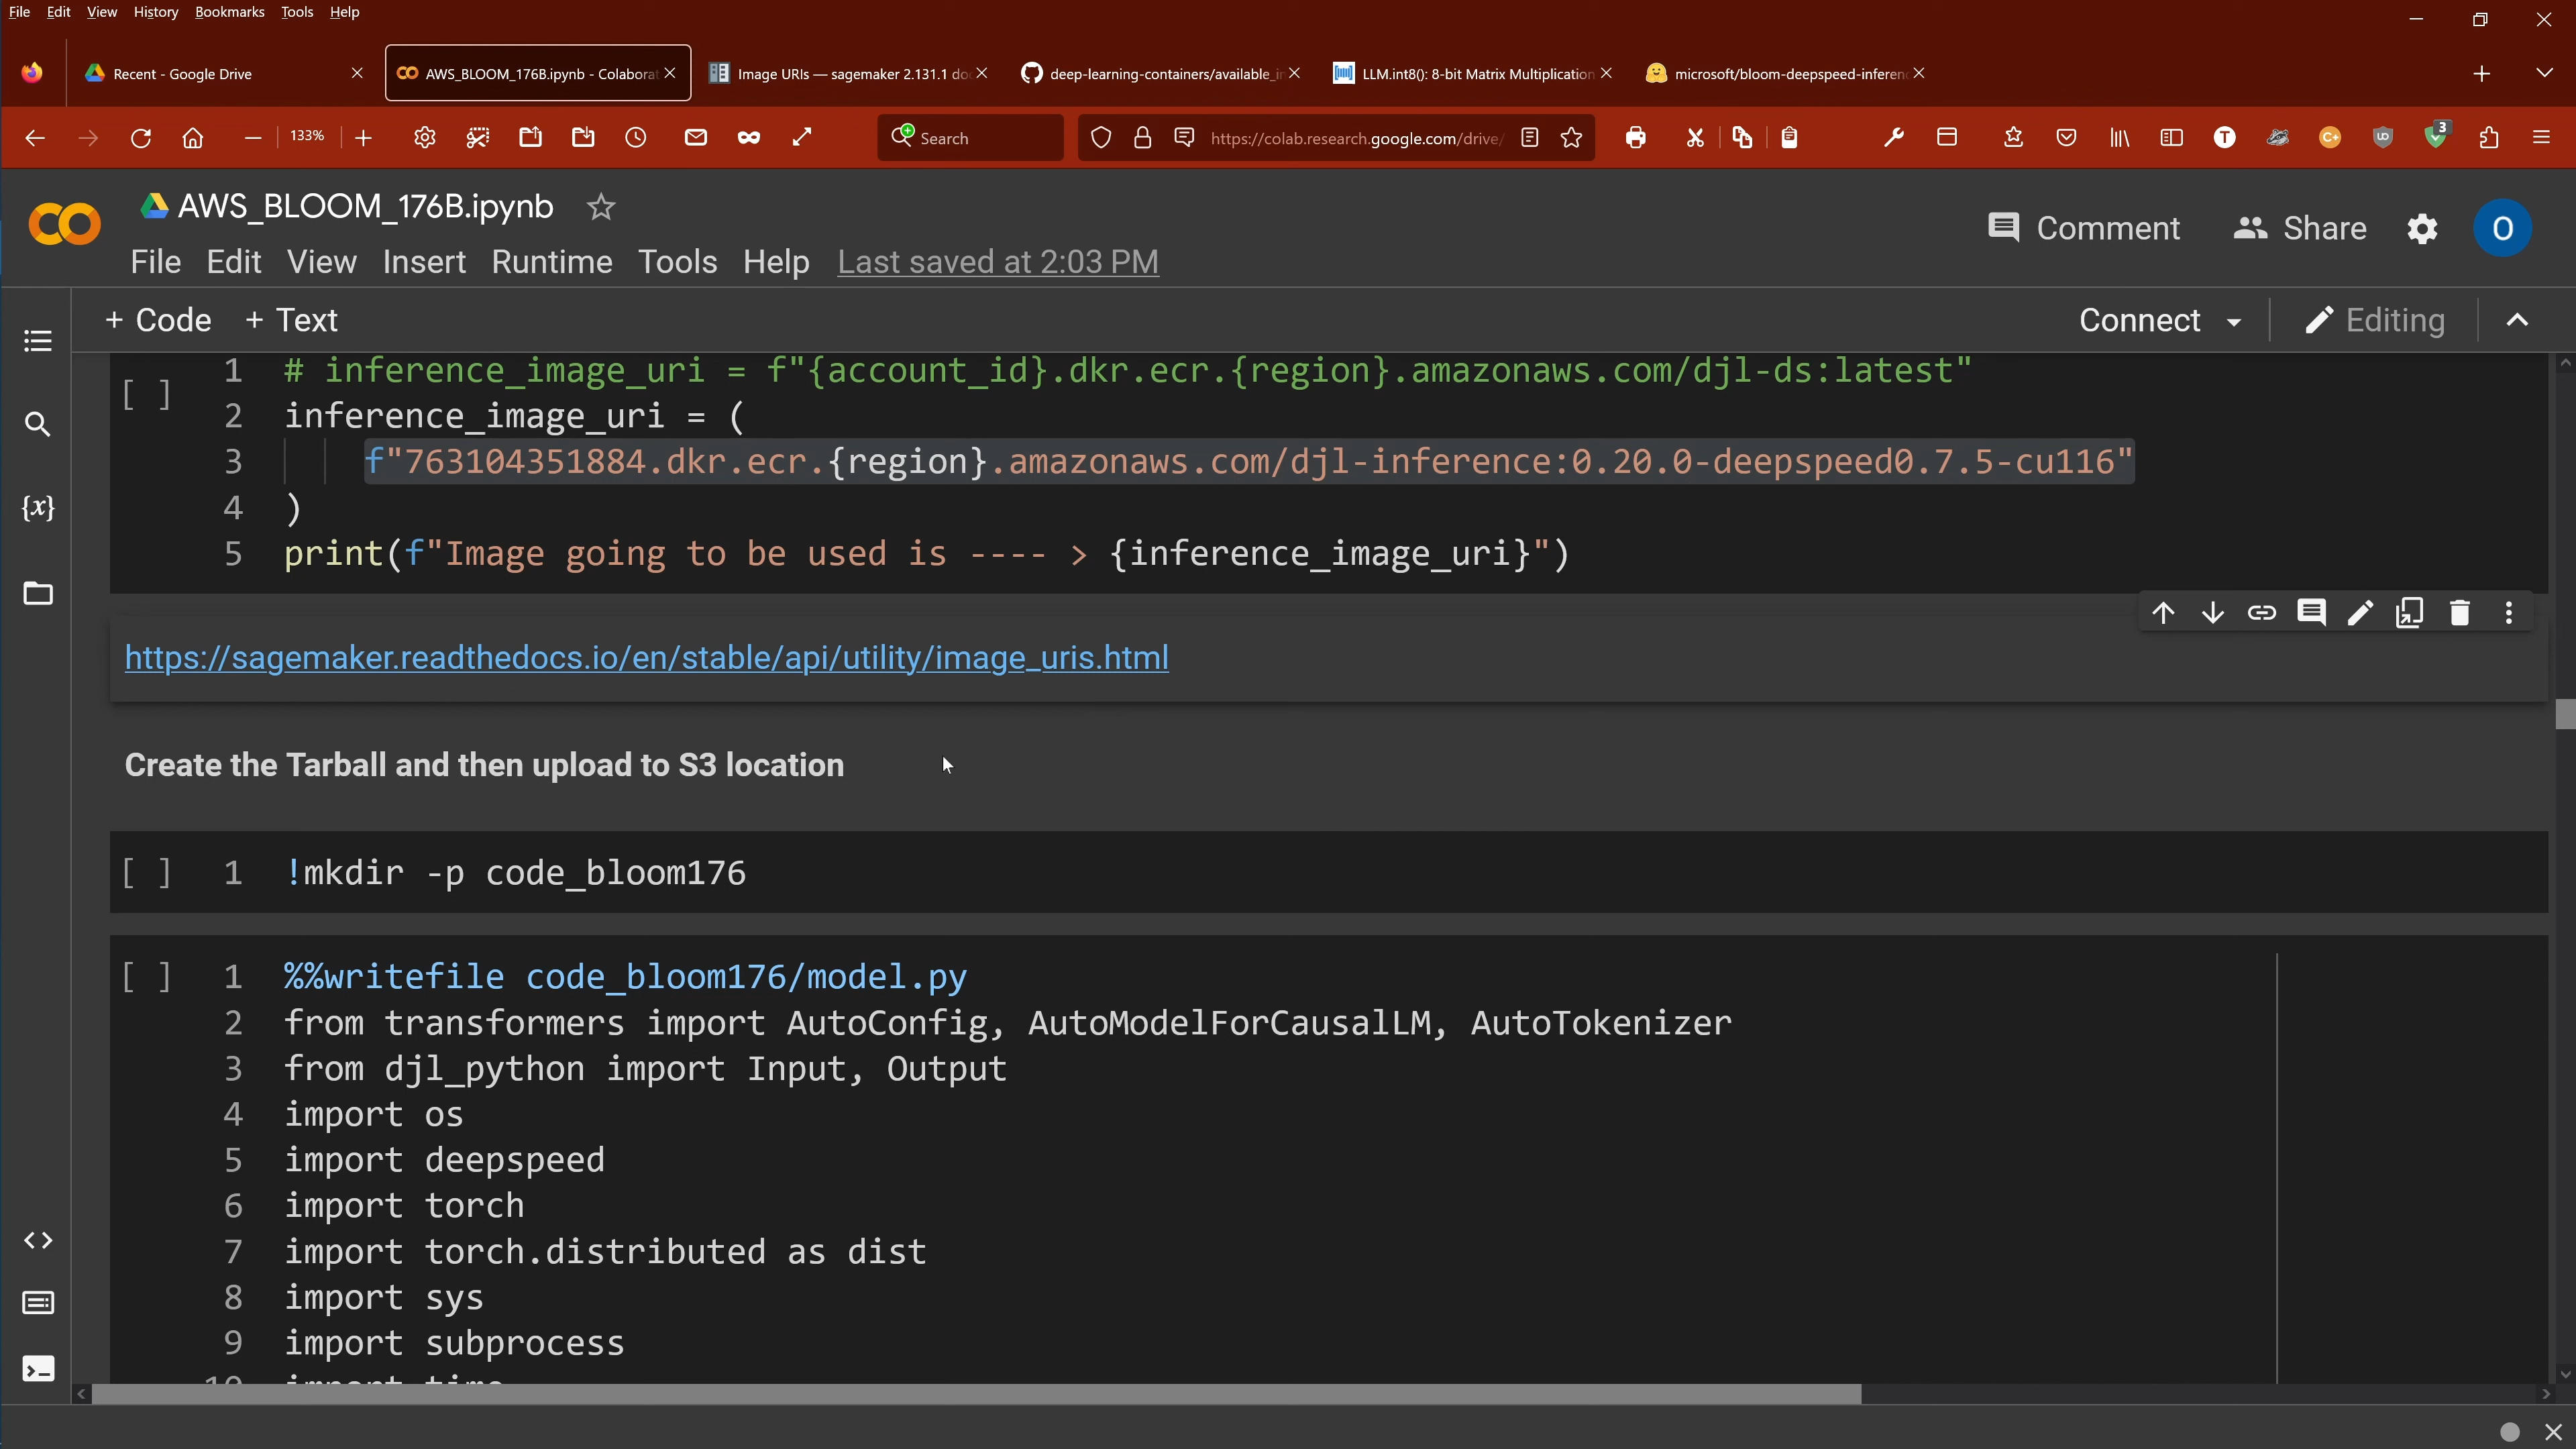 File Edit View History Bookmarks Tools Help
Recent - Google Drive
AWS_BLOOM_176B.ipynb - Colaborat
Image URIs — sagemaker 2.131.1 do
deep-learning-containers/available_i
LLM.int8(): 8-bit Matrix Multiplication
microsoft/bloom-deepspeed-inferen
133%
Search
https://colab.research.google.com/drive/
3
AWS_BLOOM_176B.ipynb
Comment
Share
O
File Edit View Insert Runtime Tools Help Last saved at 2:03 PM
+ Code + Text
Connect
Editing
[ ] 1 # inference_image_uri = f"{account_id}.dkr.ecr.{region}.amazonaws.com/djl-ds:latest"
2 inference_image_uri = (
3 f"763104351884.dkr.ecr.{region}.amazonaws.com/djl-inference:0.20.0-deepspeed0.7.5-cu116"
4 )
5 print(f"Image going to be used is ---- > {inference_image_uri}")
https://sagemaker.readthedocs.io/en/stable/api/utility/image_uris.html
Create the Tarball and then upload to S3 location
[ ] 1 !mkdir -p code_bloom176
[ ] 1 %%writefile code_bloom176/model.py
2 from transformers import AutoConfig, AutoModelForCausalLM, AutoTokenizer
3 from djl_python import Input, Output
4 import os
5 import deepspeed
6 import torch
7 import torch.distributed as dist
8 import sys
9 import subprocess
10 import time